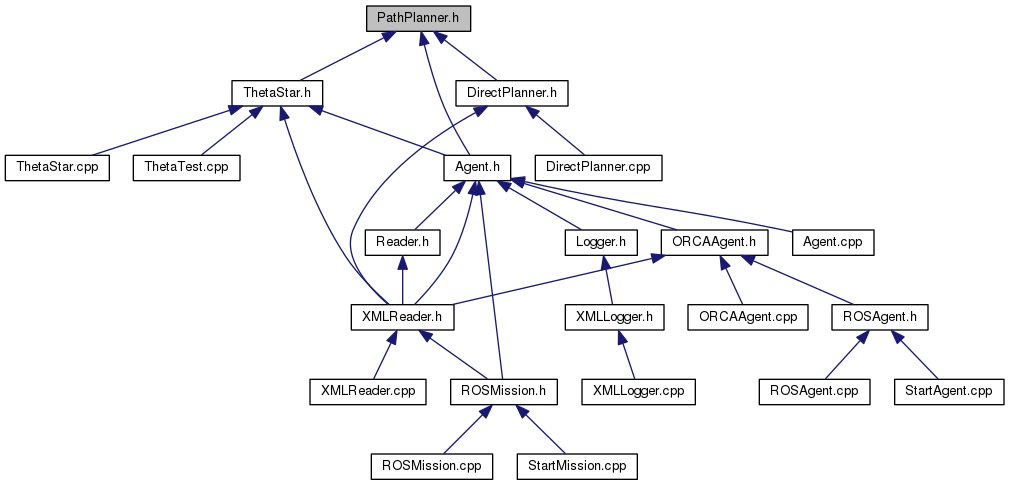 PathPlanner.h
ThetaStar.h
DirectPlanner.h
ThetaStar.cpp
ThetaTest.cpp
Agent.h
DirectPlanner.cpp
Reader.h
Logger.h
ORCAAgent.h
Agent.cpp
XMLReader.h
XMLLogger.h
ORCAAgent.cpp
ROSAgent.h
XMLReader.cpp
ROSMission.h
XMLLogger.cpp
ROSAgent.cpp
StartAgent.cpp
ROSMission.cpp
StartMission.cpp